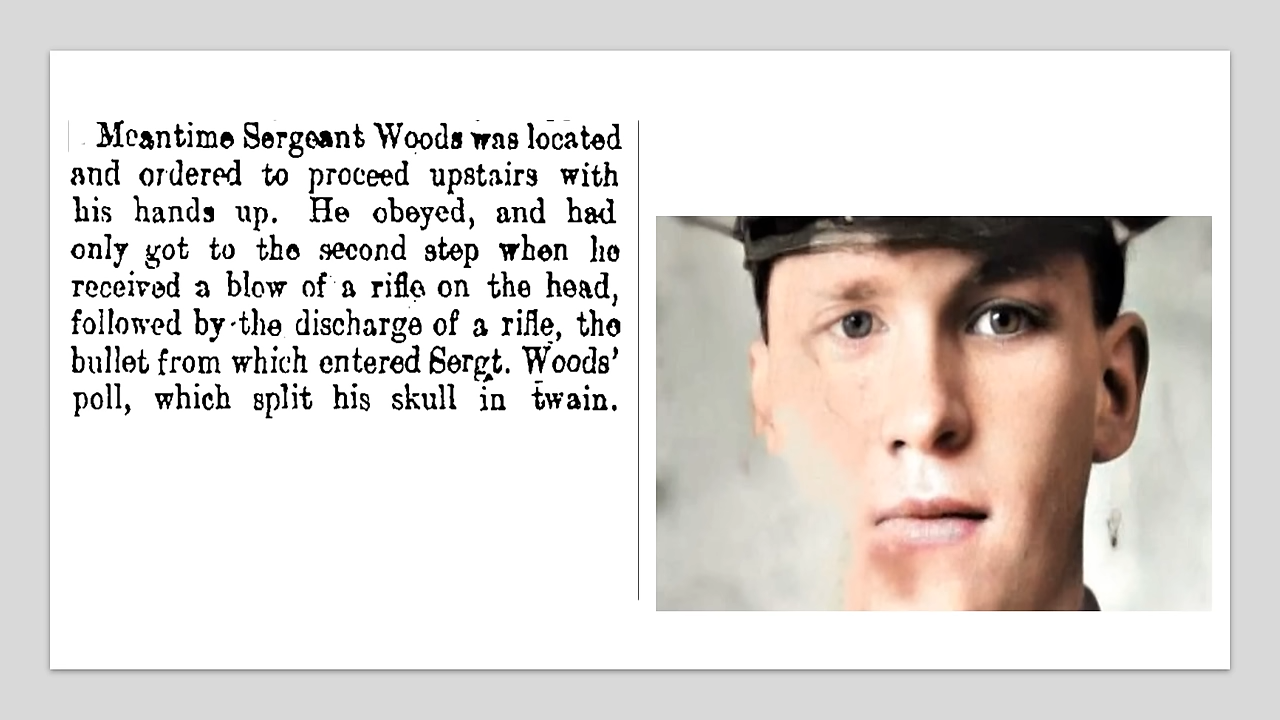 Meantime Sergeant Woods was located
and ordered to proceed upstairs with
his hands up. He obeyed, and had
only got to the second step when he
received a blow of a rifle on the head,
followed by the discharge of a rifle, the
bullet from which entered Sergt. Woods'
poll, which split his skull in twain.